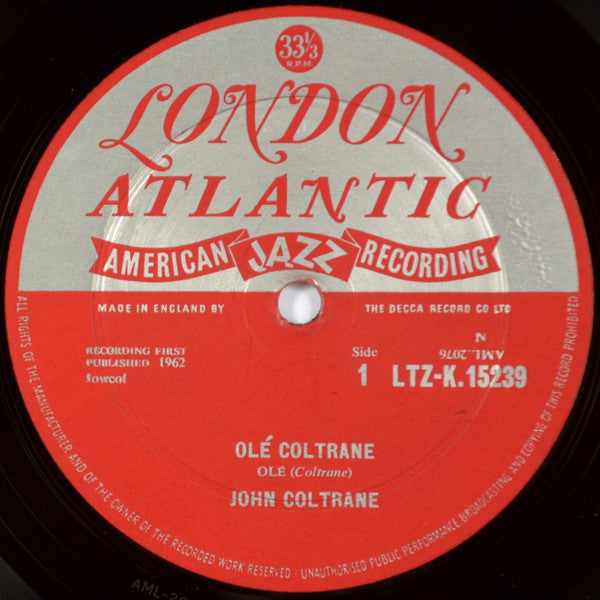 33⅓
R.P.M.
LONDON
ATLANTIC
AMERICAN JAZZ RECORDING
MADE IN ENGLAND BY THE DECCA RECORD CO LTD
RECORDING FIRST
PUBLISHED 1962
fowcol
Side
1
AML.2076
N
LTZ-K.15239
OLÉ COLTRANE
OLÉ (Coltrane)
JOHN COLTRANE
ALL RIGHTS OF THE MANUFACTURER AND OF THE OWNER OF THE RECORDED WORK RESERVED · UNAUTHORISED PUBLIC PERFORMANCE BROADCASTING AND COPYING OF THIS RECORD PROHIBITED